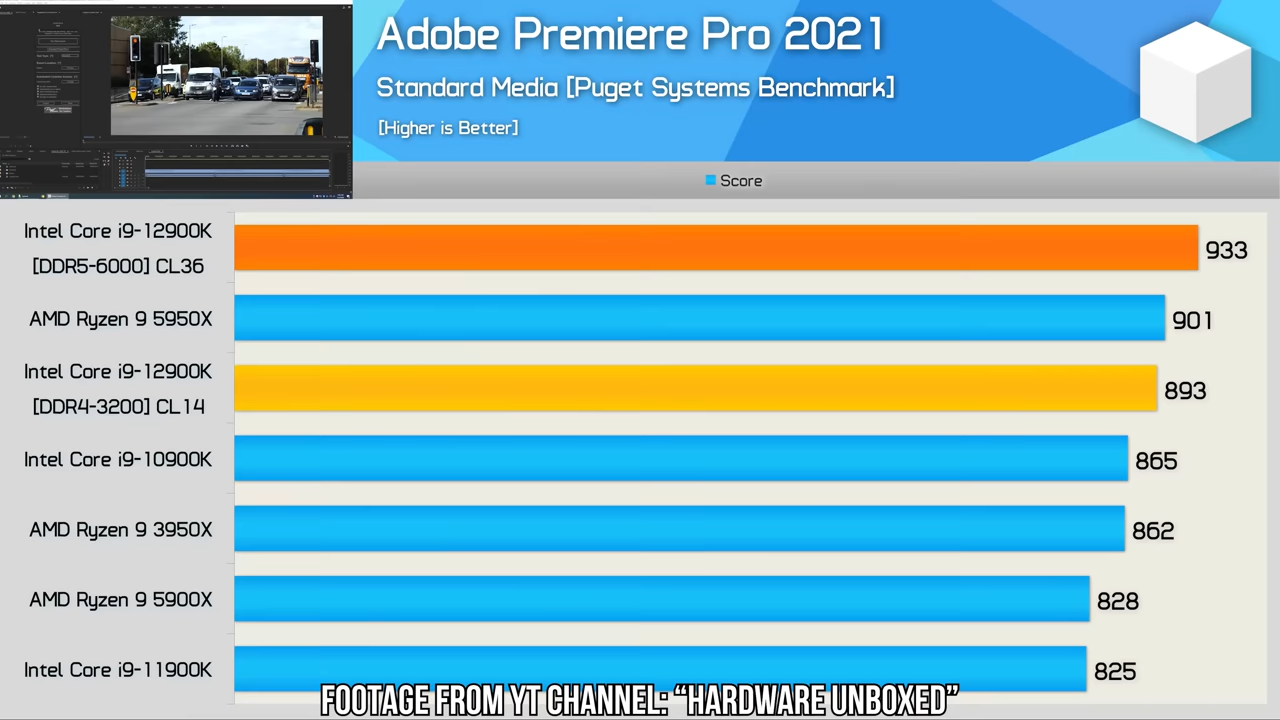 Adobe Premiere Pro 2021
Standard Media [Puget Systems Benchmark]
[Higher is Better]
Score
Intel Core i9-12900K
[DDR5-6000] CL36
933
AMD Ryzen 9 5950X
901
Intel Core i9-12900K
[DDR4-3200] CL14
893
Intel Core i9-10900K
865
AMD Ryzen 9 3950X
862
AMD Ryzen 9 5900X
828
Intel Core i9-11900K
825
FOOTAGE FROM YT CHANNEL: “HARDWARE UNBOXED”